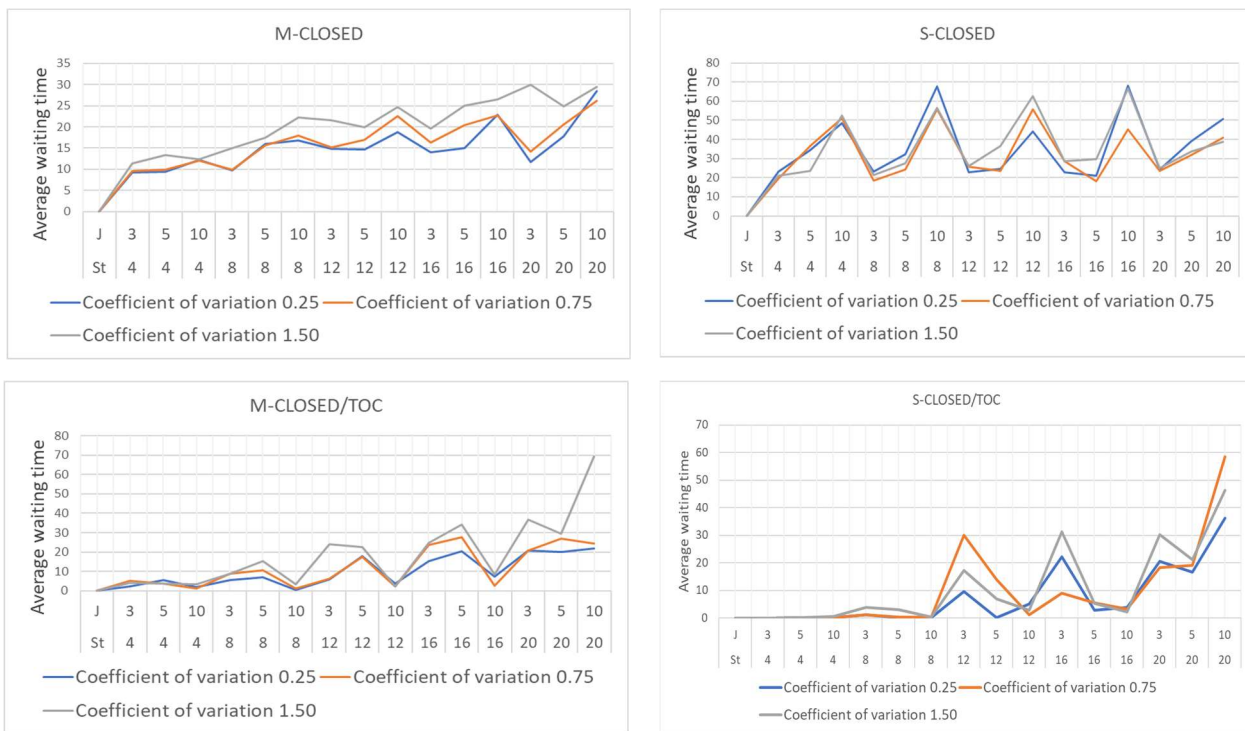 M-CLOSED
Average waiting time
35
30
25
20
15
10
5
0
J 3 5 10 3 5 10 3 5 10 3 5 10 3 5 10
St 4 4 4 8 8 8 12 12 12 16 16 16 20 20 20
Coefficient of variation 0.25 Coefficient of variation 0.75
Coefficient of variation 1.50
S-CLOSED
Average waiting time
80
70
60
50
40
30
20
10
0
J 3 5 10 3 5 10 3 5 10 3 5 10 3 5 10
St 4 4 4 8 8 8 12 12 12 16 16 16 20 20 20
Coefficient of variation 0.25 Coefficient of variation 0.75
Coefficient of variation 1.50
M-CLOSED/TOC
Average waiting time
80
70
60
50
40
30
20
10
0
J 3 5 10 3 5 10 3 5 10 3 5 10 3 5 10
St 4 4 4 8 8 8 12 12 12 16 16 16 20 20 20
Coefficient of variation 0.25 Coefficient of variation 0.75
Coefficient of variation 1.50
S-CLOSED/TOC
Average waiting time
70
60
50
40
30
20
10
0
J 3 5 10 3 5 10 3 5 10 3 5 10 3 5 10
St 4 4 4 8 8 8 12 12 12 16 16 16 20 20 20
Coefficient of variation 0.25 Coefficient of variation 0.75
Coefficient of variation 1.50